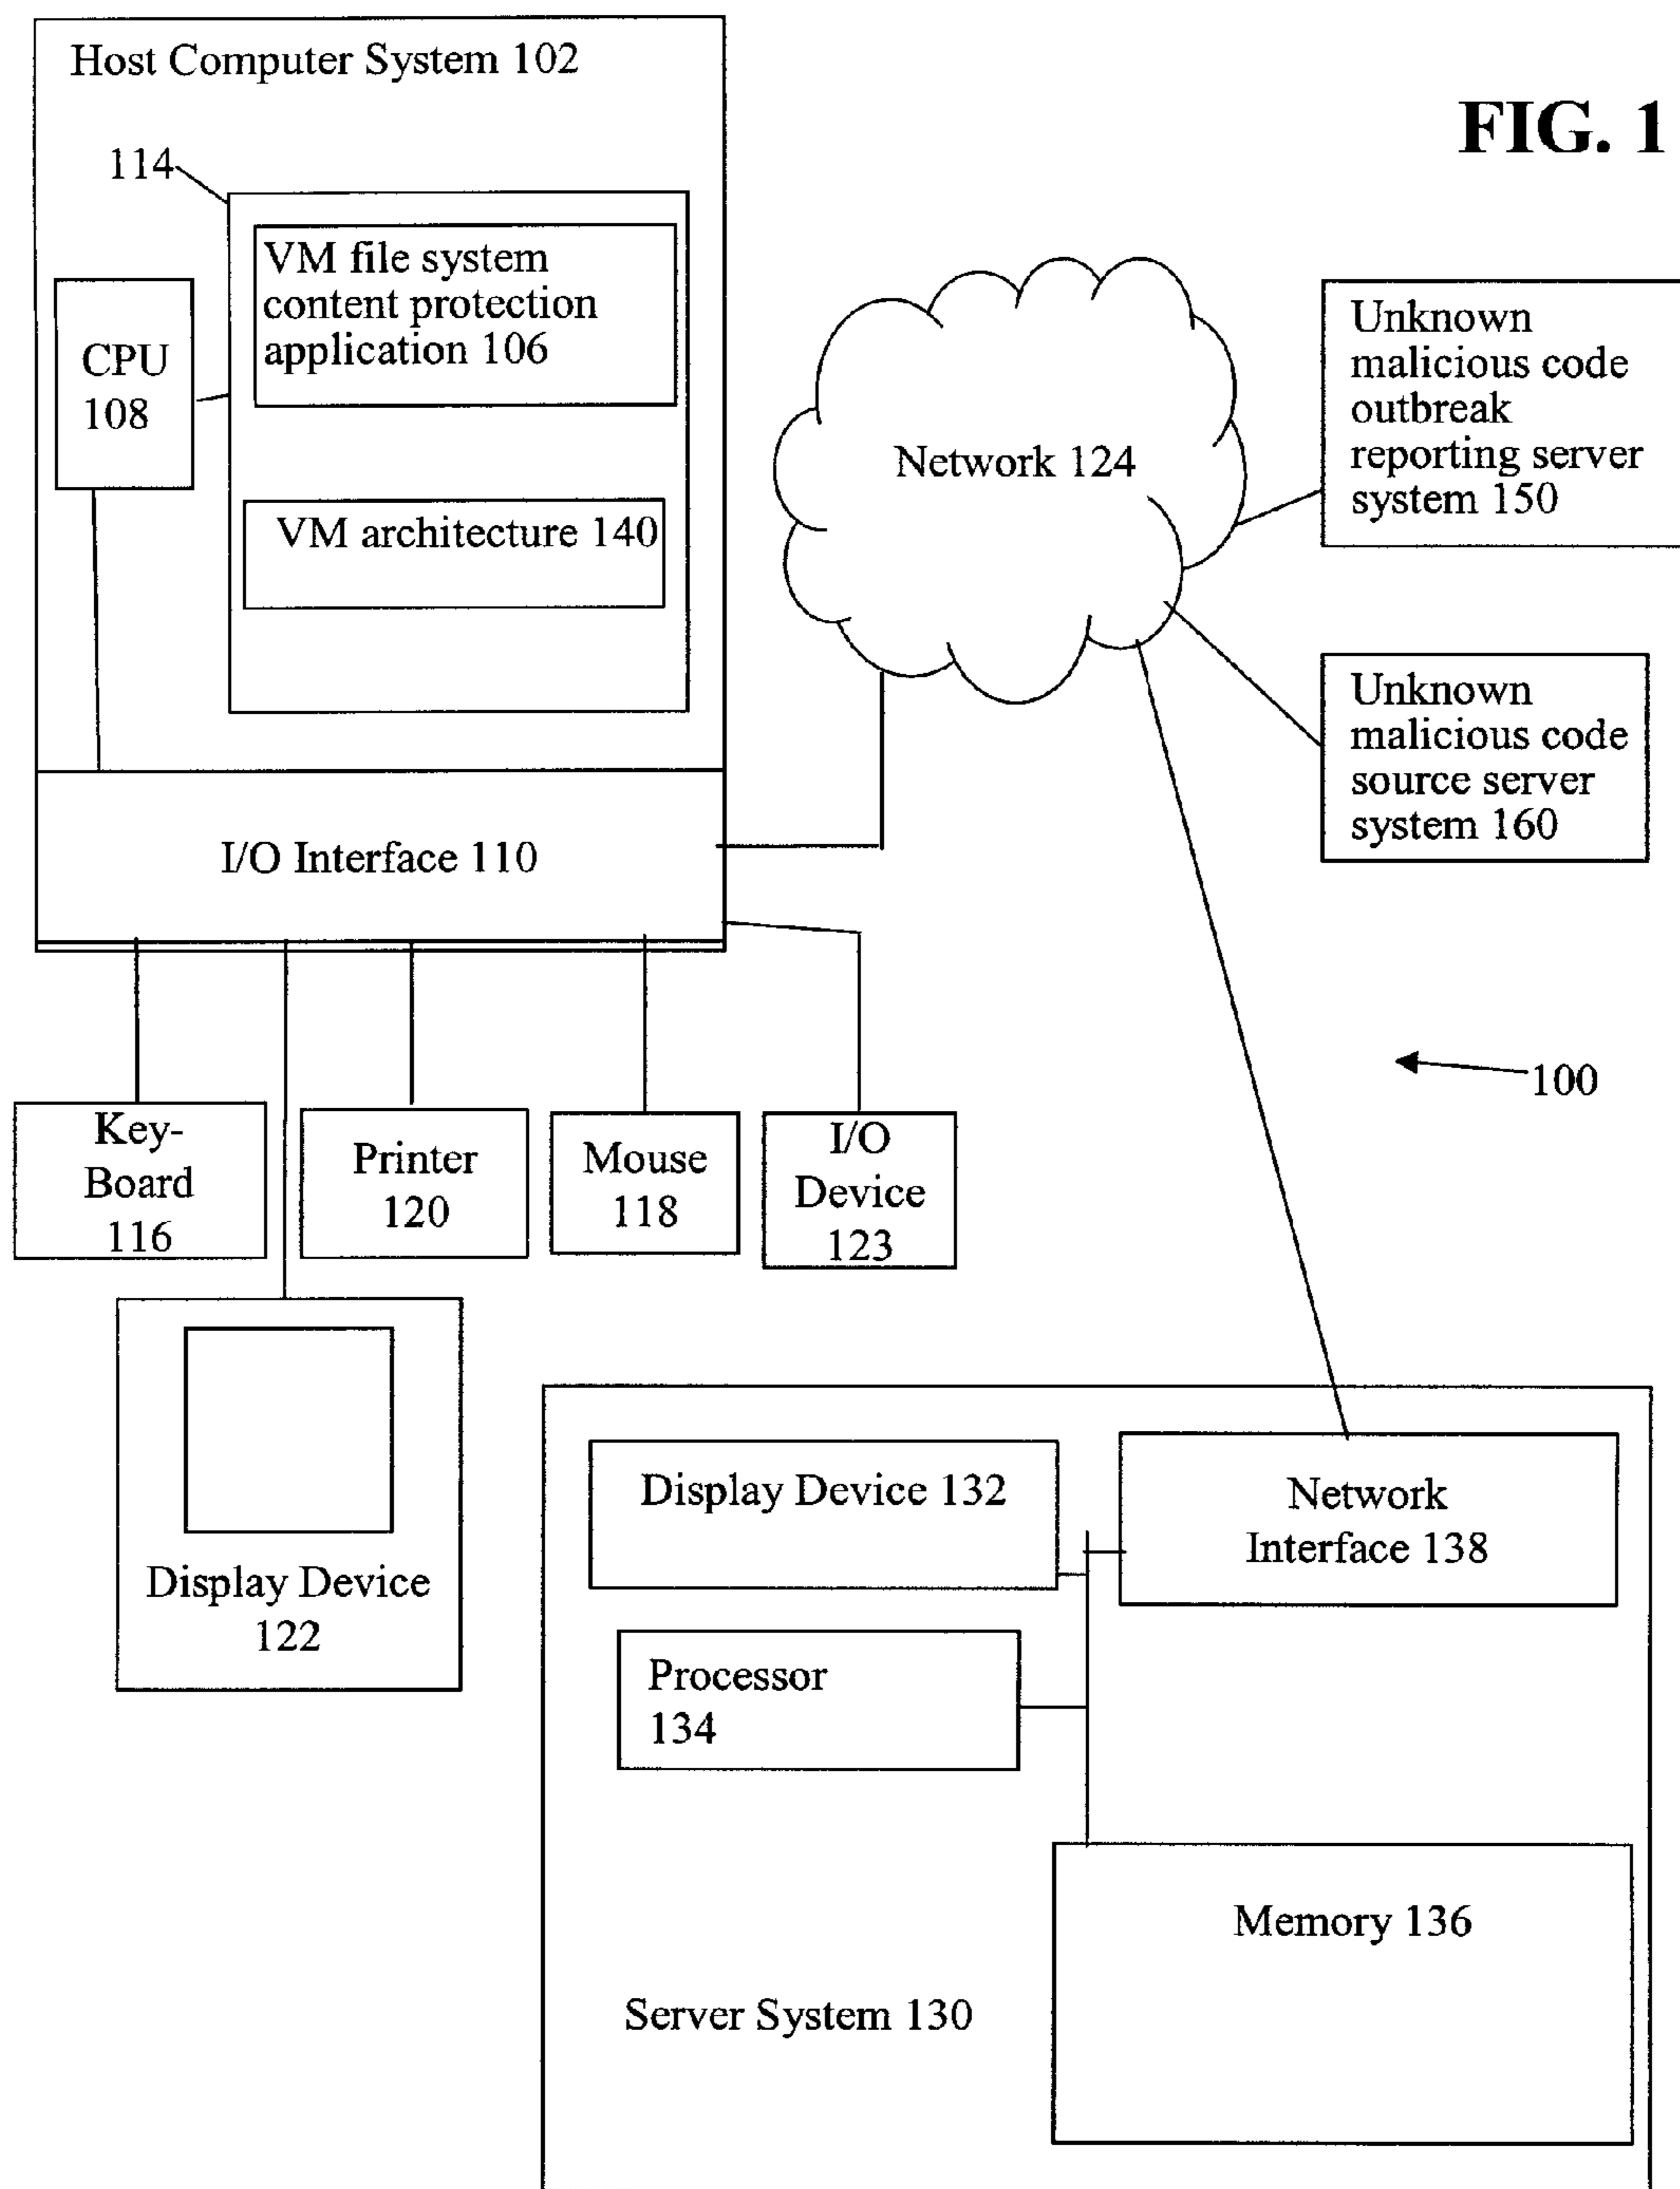 FIG. 1
Host Computer System 102
114
VM file system
content protection
application 106
CPU
108
VM architecture 140
I/O Interface 110
Network 124
Unknown
malicious code
outbreak
reporting server
system 150
Unknown
malicious code
source server
system 160
100
Key-
Board
116
Printer
120
Mouse
118
I/O
Device
123
Display Device
122
Display Device 132
Network
Interface 138
Processor
134
Memory 136
Server System 130